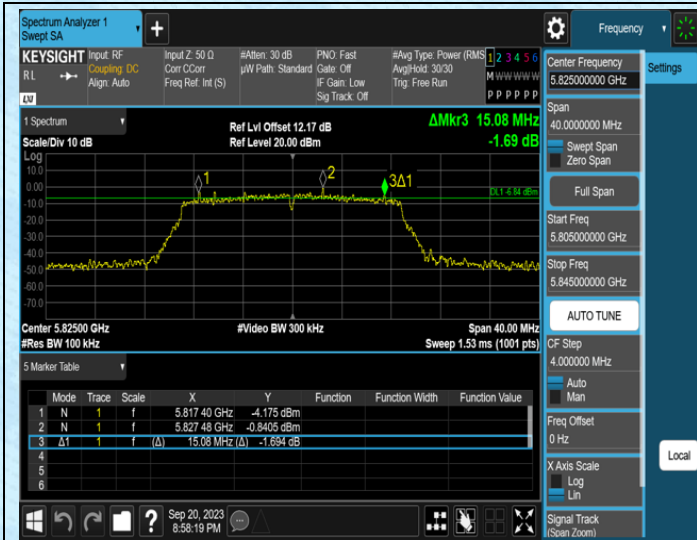 Spectrum Analyzer 1
Swept SA
Frequency
KEYSIGHT
RL
LXI
Input: RF
Coupling: DC
Align: Auto
Input Z: 50 Ω
Corr CCorr
Freq Ref: Int (S)
#Atten: 30 dB
µW Path: Standard
PNO: Fast
Gate: Off
IF Gain: Low
Sig Track: Off
#Avg Type: Power (RMS
Avg|Hold: 30/30
Trig: Free Run
1 2 3 4 5 6
M W W W W W
P P P P P P
1 Spectrum
Scale/Div 10 dB
Ref Lvl Offset 12.17 dB
Ref Level 20.00 dBm
ΔMkr3 15.08 MHz
-1.69 dB
Log
10.0
0.00
-10.0
-20.0
-30.0
-40.0
-50.0
-60.0
-70.0
1
2
3Δ1
DL1 -6.84 dBm
Center 5.82500 GHz
#Res BW 100 kHz
#Video BW 300 kHz
Span 40.00 MHz
Sweep 1.53 ms (1001 pts)
5 Marker Table
Mode Trace Scale X Y Function Function Width Function Value
1 N 1 f 5.817 40 GHz -4.175 dBm
2 N 1 f 5.827 48 GHz -0.8405 dBm
3 Δ1 1 f (Δ) 15.08 MHz (Δ) -1.694 dB
4
5
6
Sep 20, 2023
8:58:19 PM
Center Frequency
5.825000000 GHz
Span
40.0000000 MHz
Swept Span
Zero Span
Full Span
Start Freq
5.805000000 GHz
Stop Freq
5.845000000 GHz
AUTO TUNE
CF Step
4.000000 MHz
Auto
Man
Freq Offset
0 Hz
X Axis Scale
Log
Lin
Signal Track
(Span Zoom)
Settings
Local